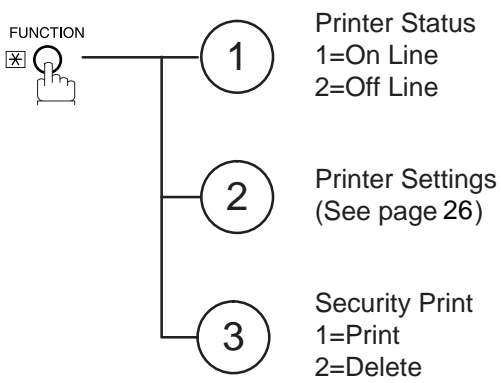 FUNCTION
1
Printer Status
1=On Line
2=Off Line
2
Printer Settings
(See page 26)
3
Security Print
1=Print
2=Delete